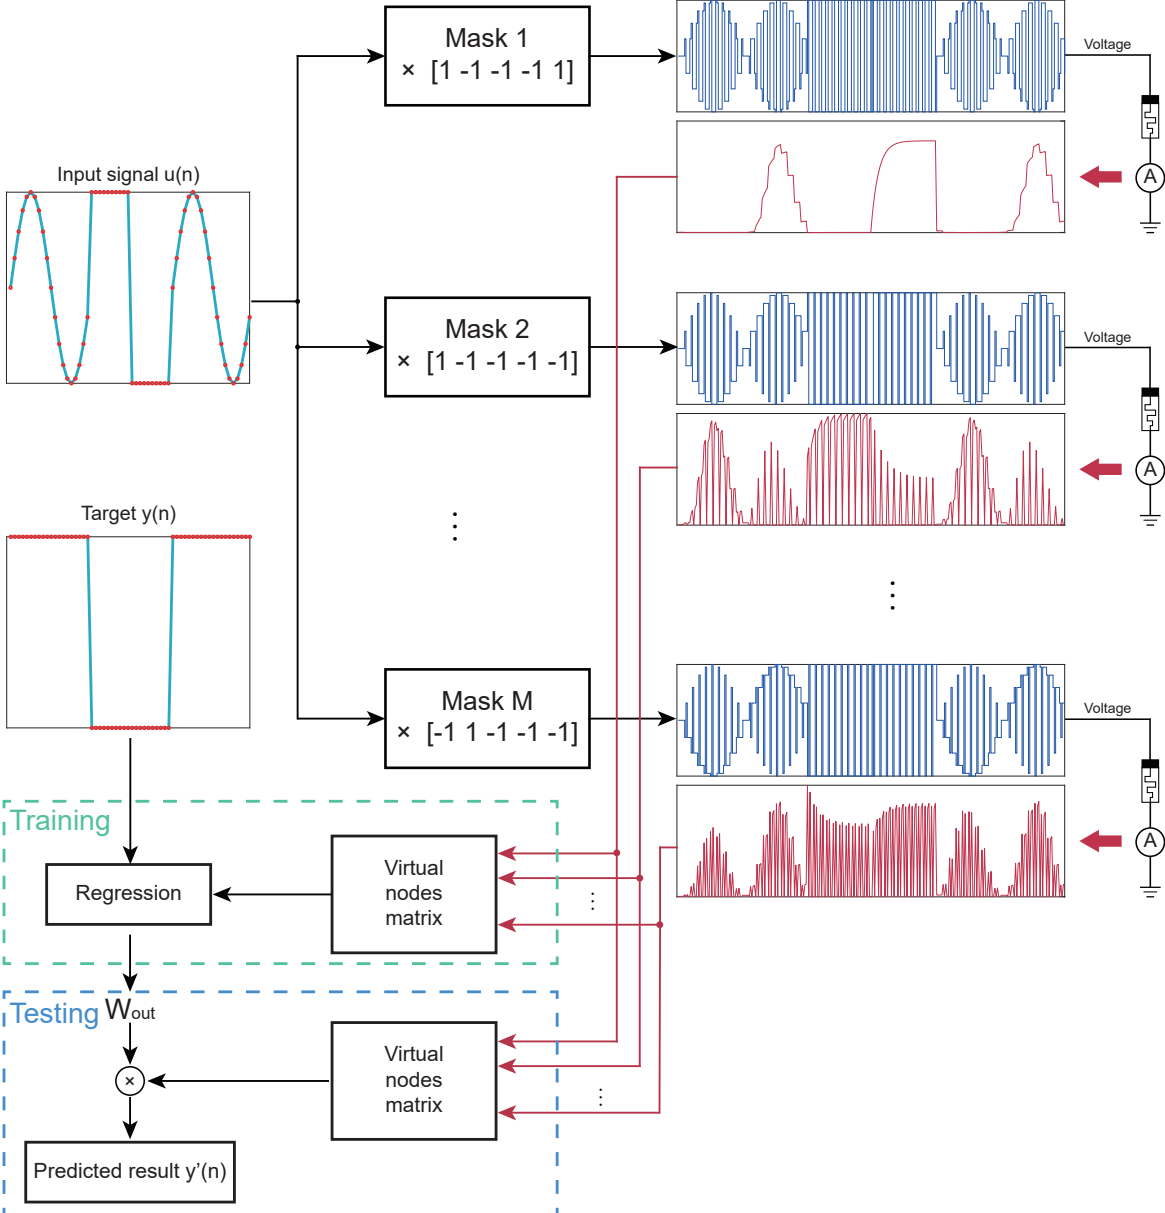 Mask 1
× [1 -1 -1 -1 1]
Voltage
A
Input signal u(n)
Mask 2
× [1 -1 -1 -1 -1]
Voltage
A
Target y(n)
Mask M
× [-1 1 -1 -1 -1]
Voltage
A
Training
Regression
Virtual
nodes
matrix
Testing
Wout
Virtual
nodes
matrix
×
Predicted result y'(n)